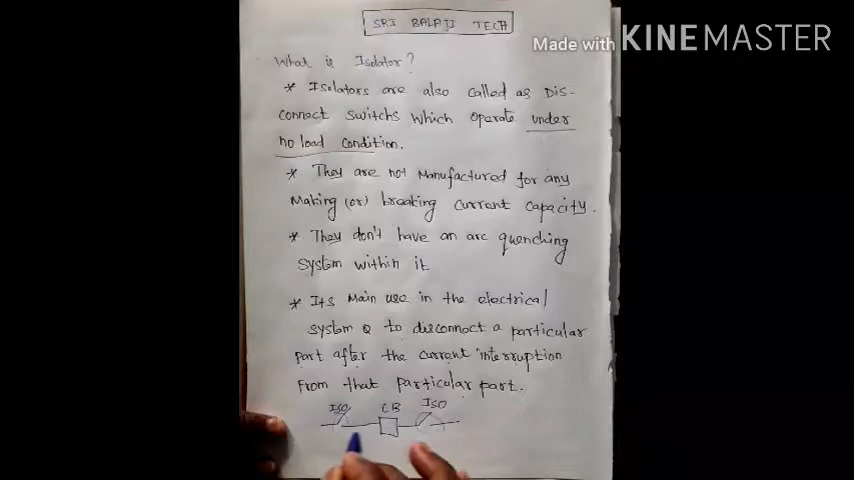 SRI BALAJI TECH
Made with KINEMASTER
What is Isolator?
* Isolators are also called as Dis-
connect switchs which operate under
no load condition.
* They are not Manufactured for any
Making (or) breaking current capacity.
* They don't have an arc quenching
system within it
* Its Main use in the electrical
system is to disconnect a particular
part after the current interruption
from that particular part.
ISO CB ISO